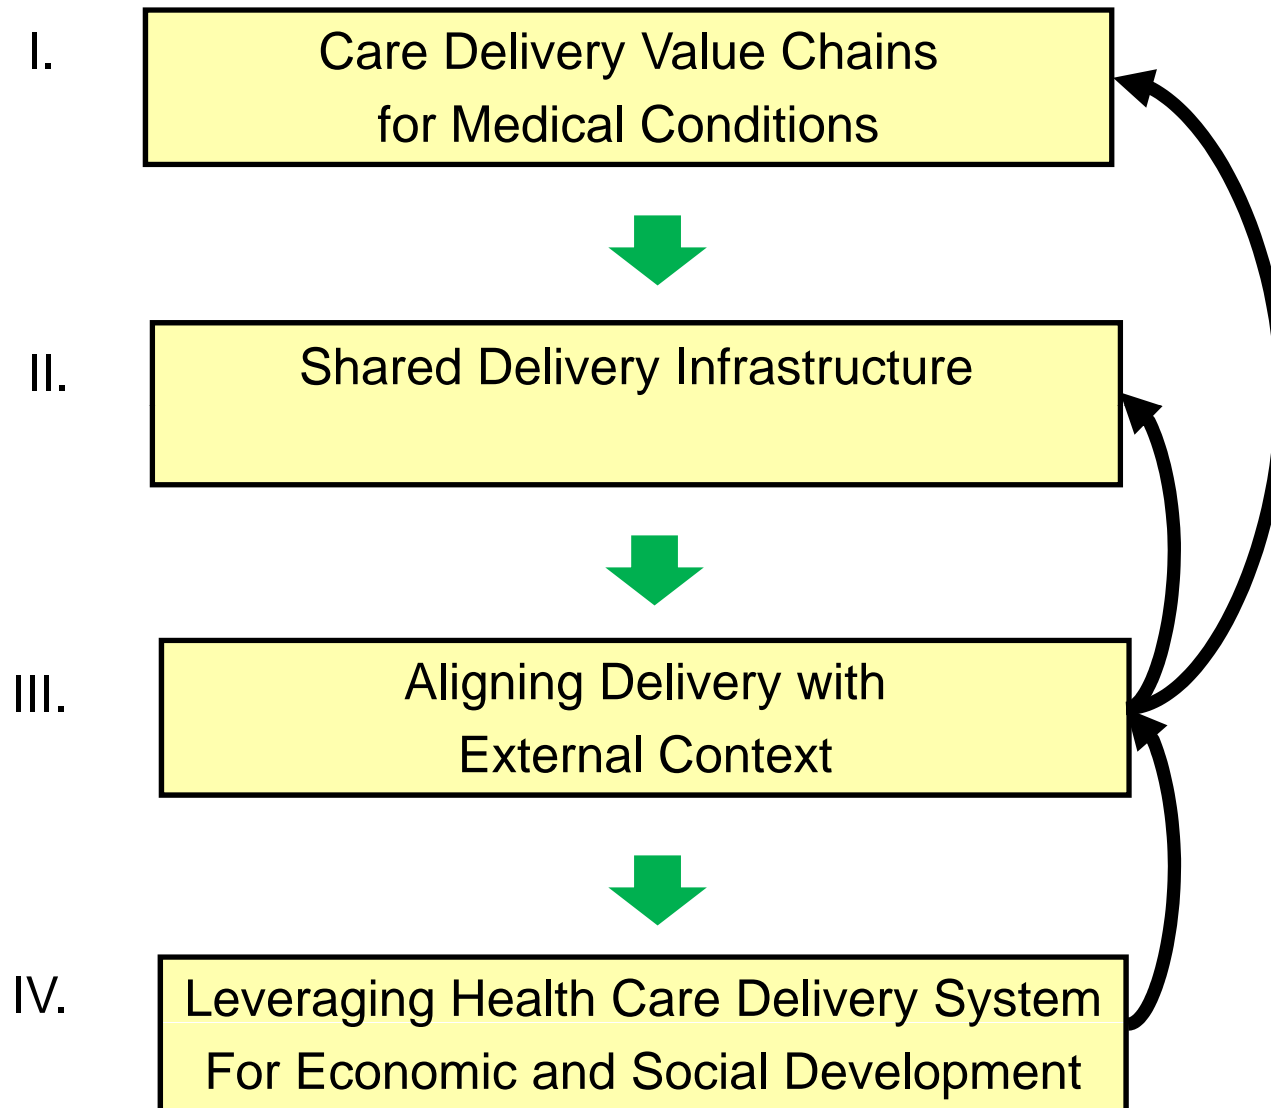 I.
Care Delivery Value Chains
for Medical Conditions
II.
Shared Delivery Infrastructure
III.
Aligning Delivery with
External Context
IV.
Leveraging Health Care Delivery System
For Economic and Social Development